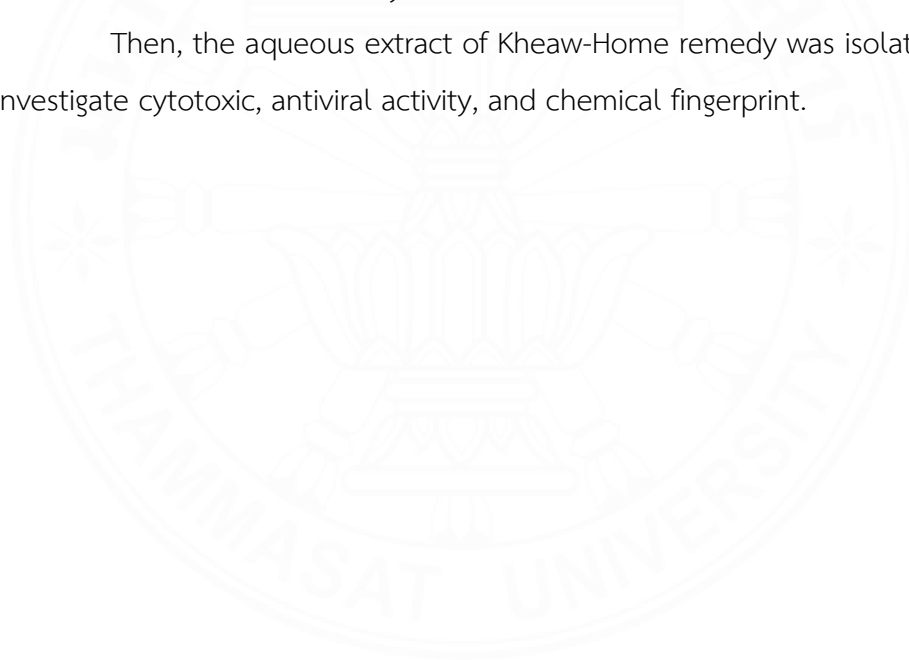 Then, the aqueous extract of Kheaw-Home remedy was isolat
nvestigate cytotoxic, antiviral activity, and chemical fingerprint.
THAMMASAT UNIVERSITY